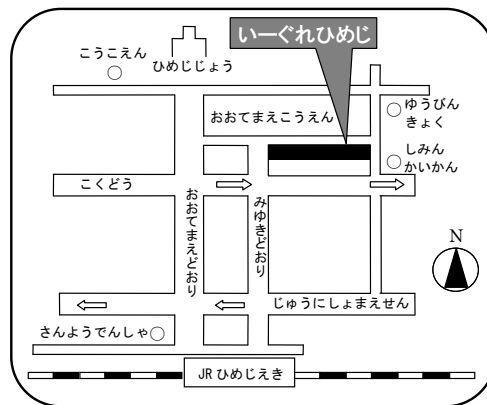 いーぐれひめじ
こうこえん
ひめじじょう
おおてまえこうえん
ゆうびん
きょく
しみん
かいかん
こくどう
おおてまえどおり
みゆきどおり
N
じゅうにしょまえせん
さんようでんしゃ
JRひめじえき